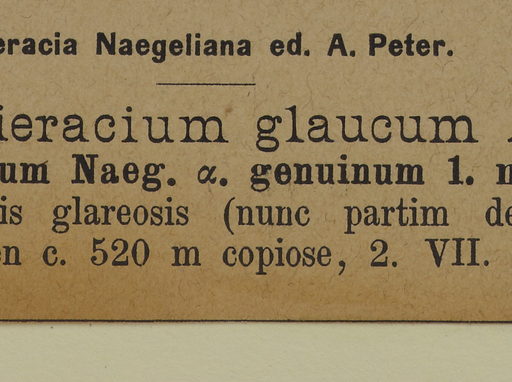 eracia Naegeliana ed. A. Peter.
ieracium glaucum
um Naeg. α. genuinum 1. m
is glareosis (nunc partim de
en c. 520 m copiose, 2. VII.